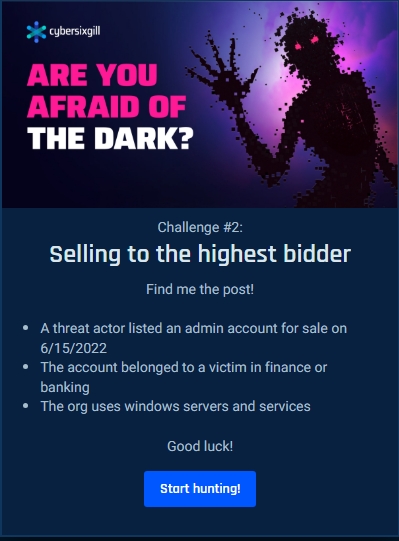 cybersixgill
ARE YOU
AFRAID OF
THE DARK?
Challenge #2:
Selling to the highest bidder
Find me the post!
• A threat actor listed an admin account for sale on
6/15/2022
• The account belonged to a victim in finance or
banking
• The org uses windows servers and services
Good luck!
Start hunting!